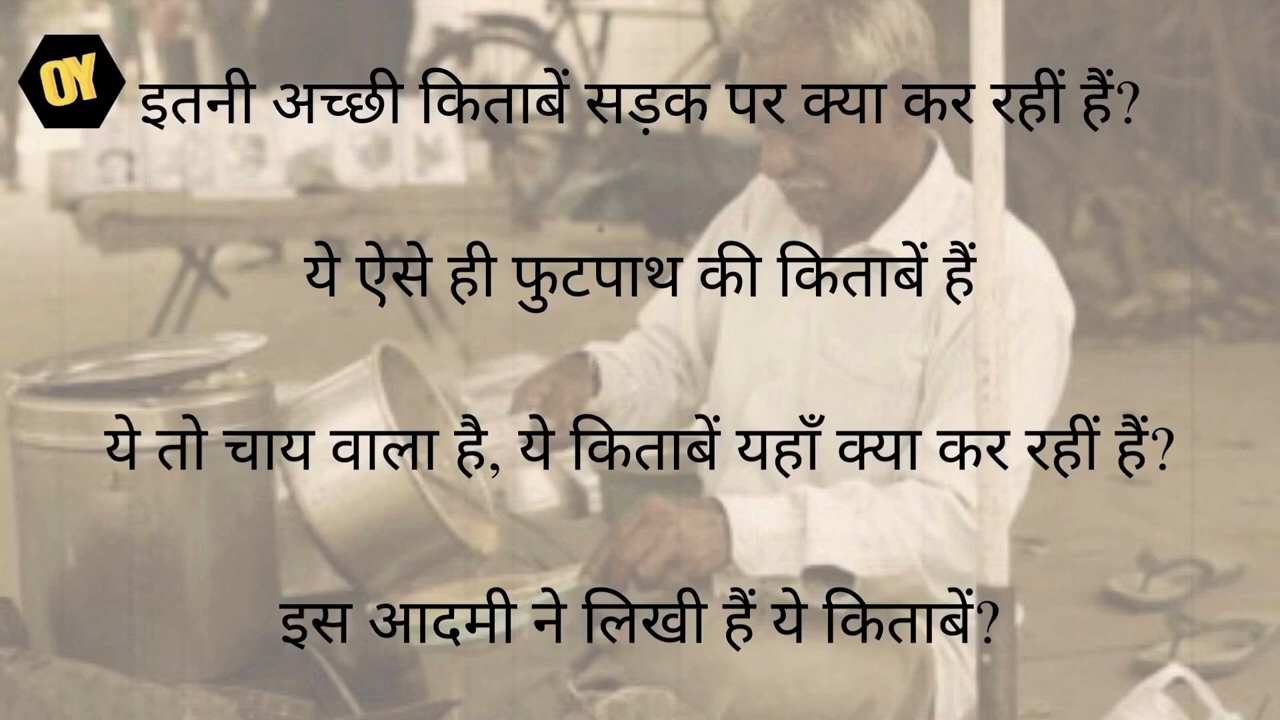 OY
इतनी अच्छी किताबें सड़क पर क्या कर रहीं हैं?
ये ऐसे ही फुटपाथ की किताबें हैं
ये तो चाय वाला है, ये किताबें यहाँ क्या कर रहीं हैं?
इस आदमी ने लिखी हैं ये किताबें?